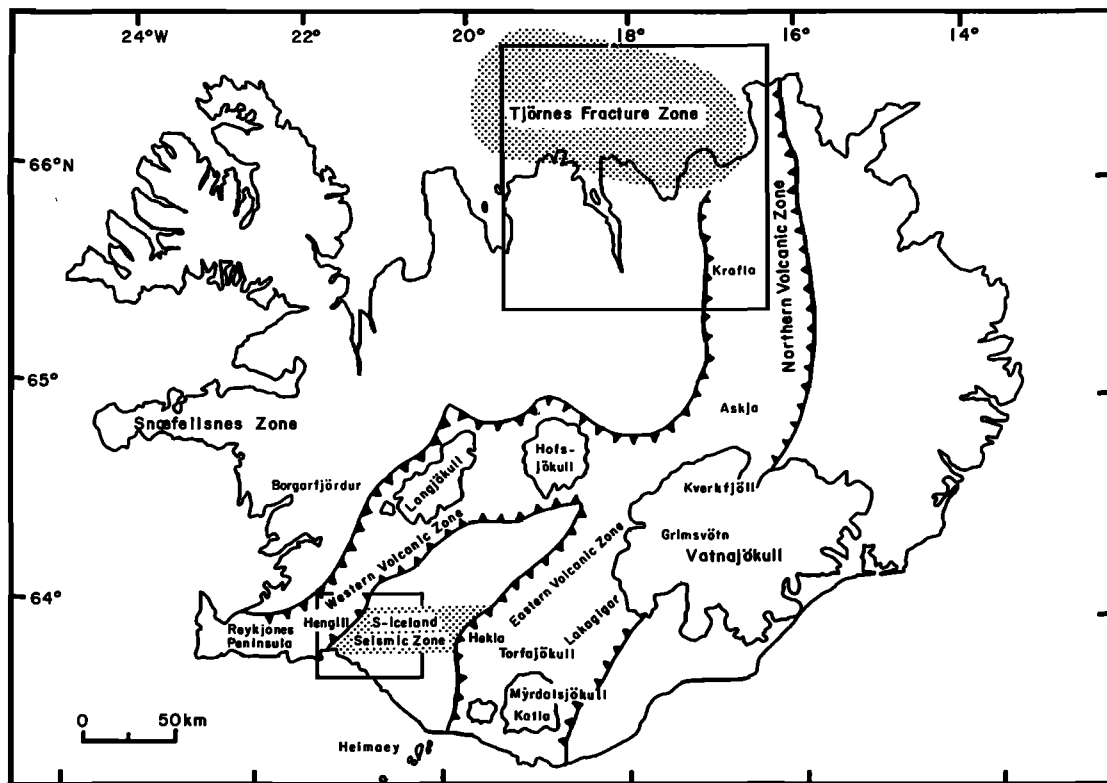 24°W 22° 20° 18° 16° 14°
Tjörnes Fracture Zone
66°N
Krafla
Northern Volcanic Zone
65°
Askja
Snæfellsnes Zone
Hofs-
jökull
Langjökull
Borgarfjördur
Kverkfjöll
Grimsvötn
Vatnajökull
Western Volcanic Zone
Eastern Volcanic Zone
64°
Lakagigar
Hengill
S-Iceland
Seismic Zone
Hekla
Reykjanes
Peninsula
Torfajökull
Mýrdalsjökull
Katla
0 50km
Heimaey